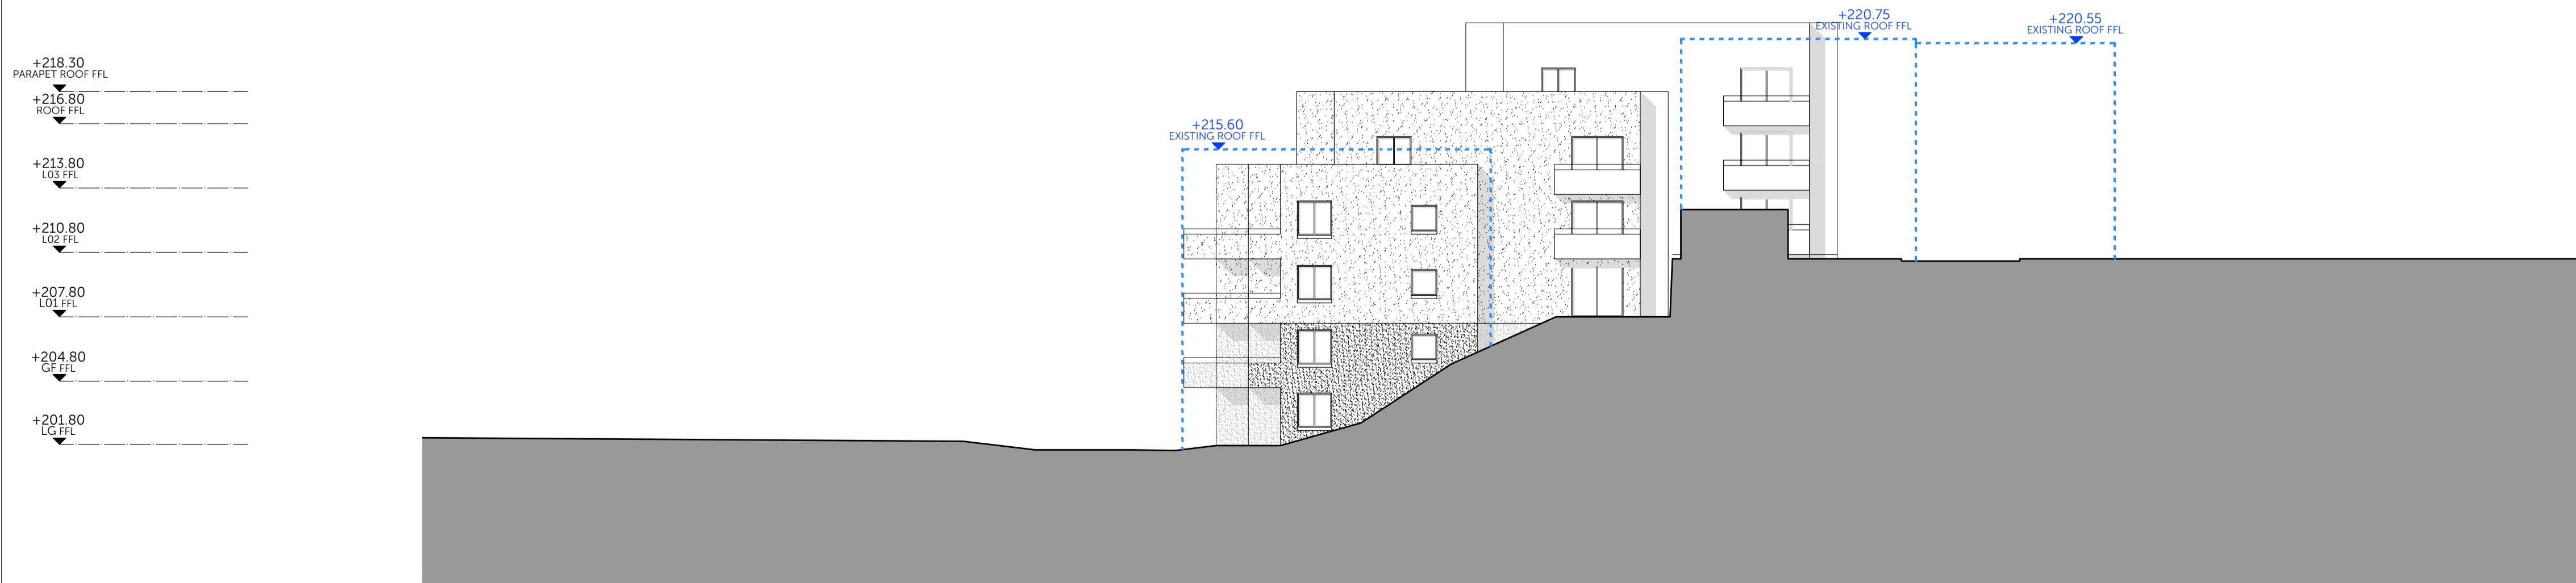 +218.30
PARAPET ROOF FFL
+216.80
ROOF FFL
+213.80
L03 FFL
+210.80
L02 FFL
+207.80
L01 FFL
+204.80
GF FFL
+201.80
LG FFL
+215.60
EXISTING ROOF FFL
+220.75
EXISTING ROOF FFL
+220.55
EXISTING ROOF FFL